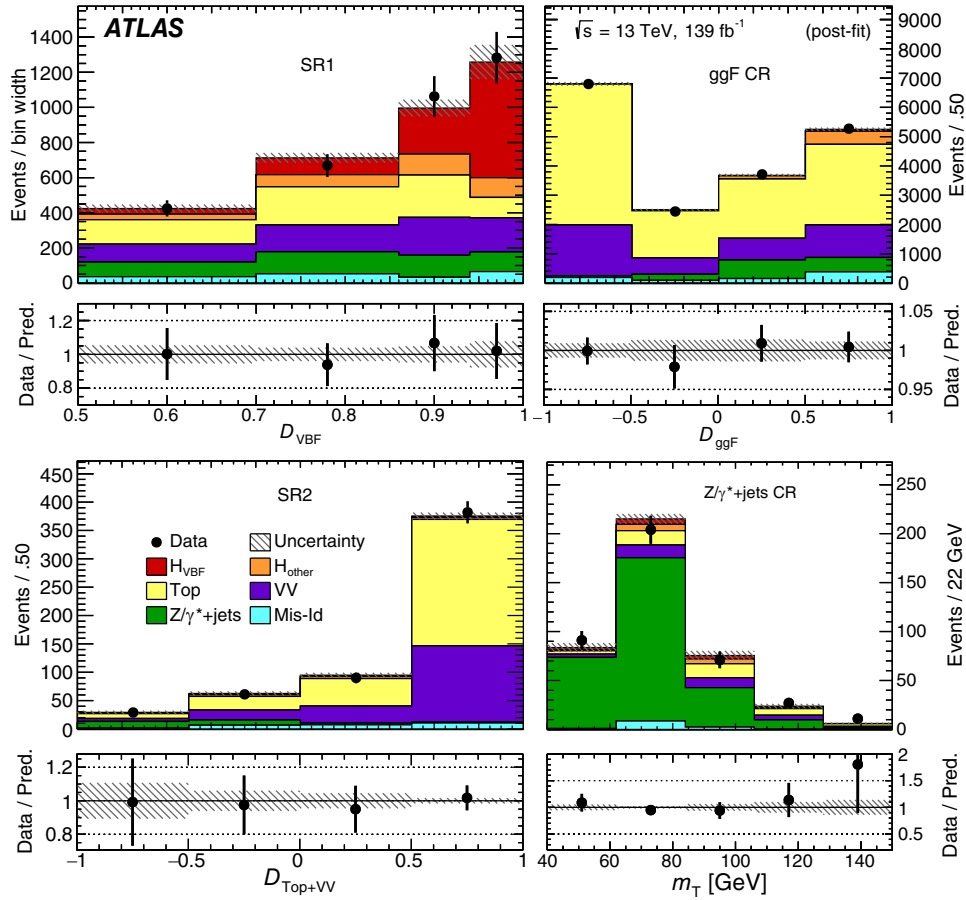 ATLAS
√s = 13 TeV, 139 fb⁻¹ (post-fit)
SR1
ggF CR
Events / bin width
1400
1200
1000
800
600
400
200
0
9000
8000
7000
6000
5000
4000
3000
2000
1000
0
Events / .50
Data / Pred.
1.2
1
0.8
0.5 0.6 0.7 0.8 0.9 1
D_VBF
1.05
1
0.95
Data / Pred.
−1 −0.5 0 0.5 1
D_ggF
SR2
Z/γ*+jets CR
Events / .50
450
400
350
300
250
200
150
100
50
0
Data Uncertainty
H_VBF H_other
Top VV
Z/γ*+jets Mis-Id
250
200
150
100
50
0
Events / 22 GeV
Data / Pred.
1.2
1
0.8
−1 −0.5 0 0.5 1
D_Top+VV
2
1.5
1
0.5
Data / Pred.
40 60 80 100 120 140
m_T [GeV]